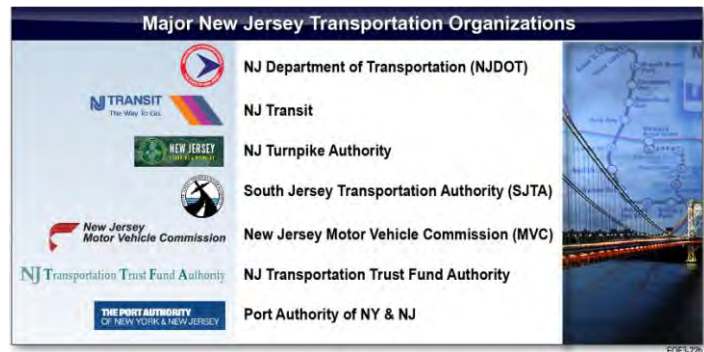 Major New Jersey Transportation Organizations
NJ Department of Transportation (NJDOT)
NJ TRANSIT
The Way To Go.
NJ Transit
NEW JERSEY
NJ Turnpike Authority
South Jersey Transportation Authority (SJTA)
New Jersey
Motor Vehicle Commission
New Jersey Motor Vehicle Commission (MVC)
NJ Transportation Trust Fund Authority
NJ Transportation Trust Fund Authority
THE PORT AUTHORITY
OF NEW YORK & NEW JERSEY
Port Authority of NY & NJ